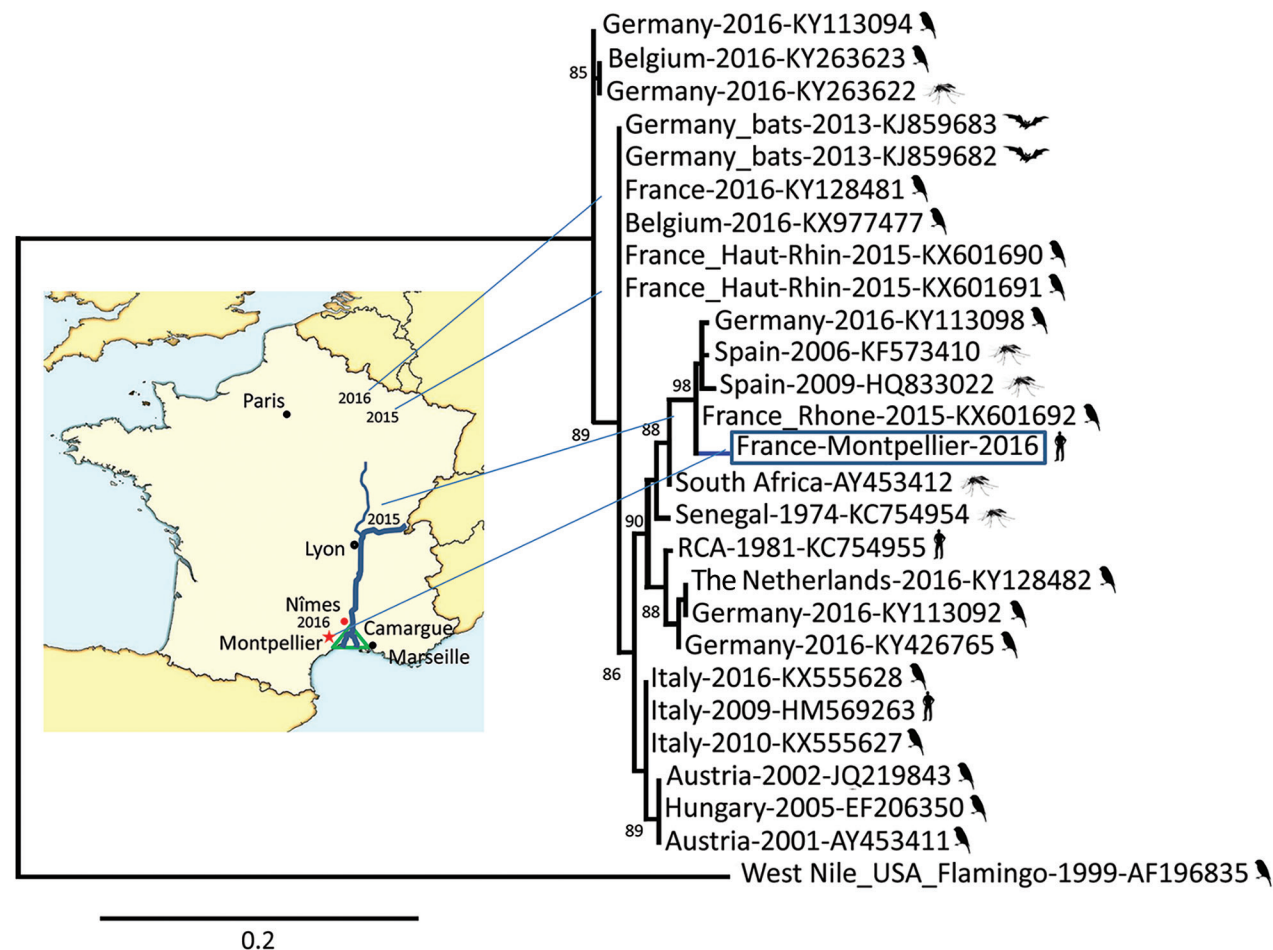 Germany-2016-KY113094
85
Belgium-2016-KY263623
Germany-2016-KY263622
Germany_bats-2013-KJ859683
Germany_bats-2013-KJ859682
France-2016-KY128481
Belgium-2016-KX977477
France_Haut-Rhin-2015-KX601690
France_Haut-Rhin-2015-KX601691
Germany-2016-KY113098
Spain-2006-KF573410
98
Spain-2009-HQ833022
France_Rhone-2015-KX601692
89
88
France-Montpellier-2016
South Africa-AY453412
Senegal-1974-KC754954
90
RCA-1981-KC754955
The Netherlands-2016-KY128482
88
Germany-2016-KY113092
Germany-2016-KY426765
86
Italy-2016-KX555628
Italy-2009-HM569263
Italy-2010-KX555627
Austria-2002-JQ219843
Hungary-2005-EF206350
89
Austria-2001-AY453411
West Nile_USA_Flamingo-1999-AF196835
Paris
2016
2015
2015
Lyon
Nîmes
2016
Camargue
Montpellier
Marseille
0.2